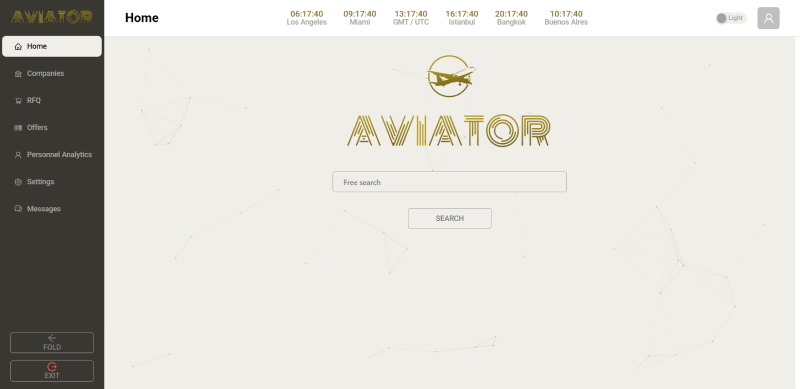 AVIATOR
Home
Companies
RFQ
Offers
Personnel Analytics
Settings
Messages
FOLD
EXIT
Home
06:17:40 09:17:40 13:17:40 16:17:40 20:17:40 10:17:40
Los Angeles Miami GMT / UTC Istanbul Bangkok Buenos Aires
Light
AVIATOR
Free search
SEARCH